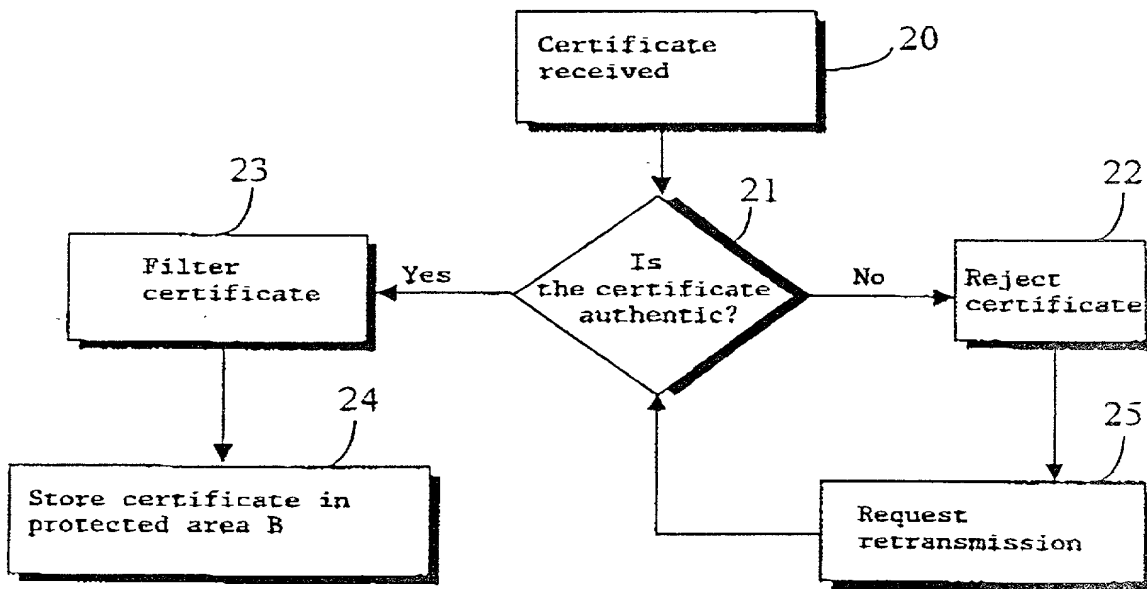 Certificate
received
20
21
Is
the certificate
authentic?
Yes
No
23
Filter
certificate
22
Reject
certificate
24
Store certificate in
protected area B
25
Request
retransmission